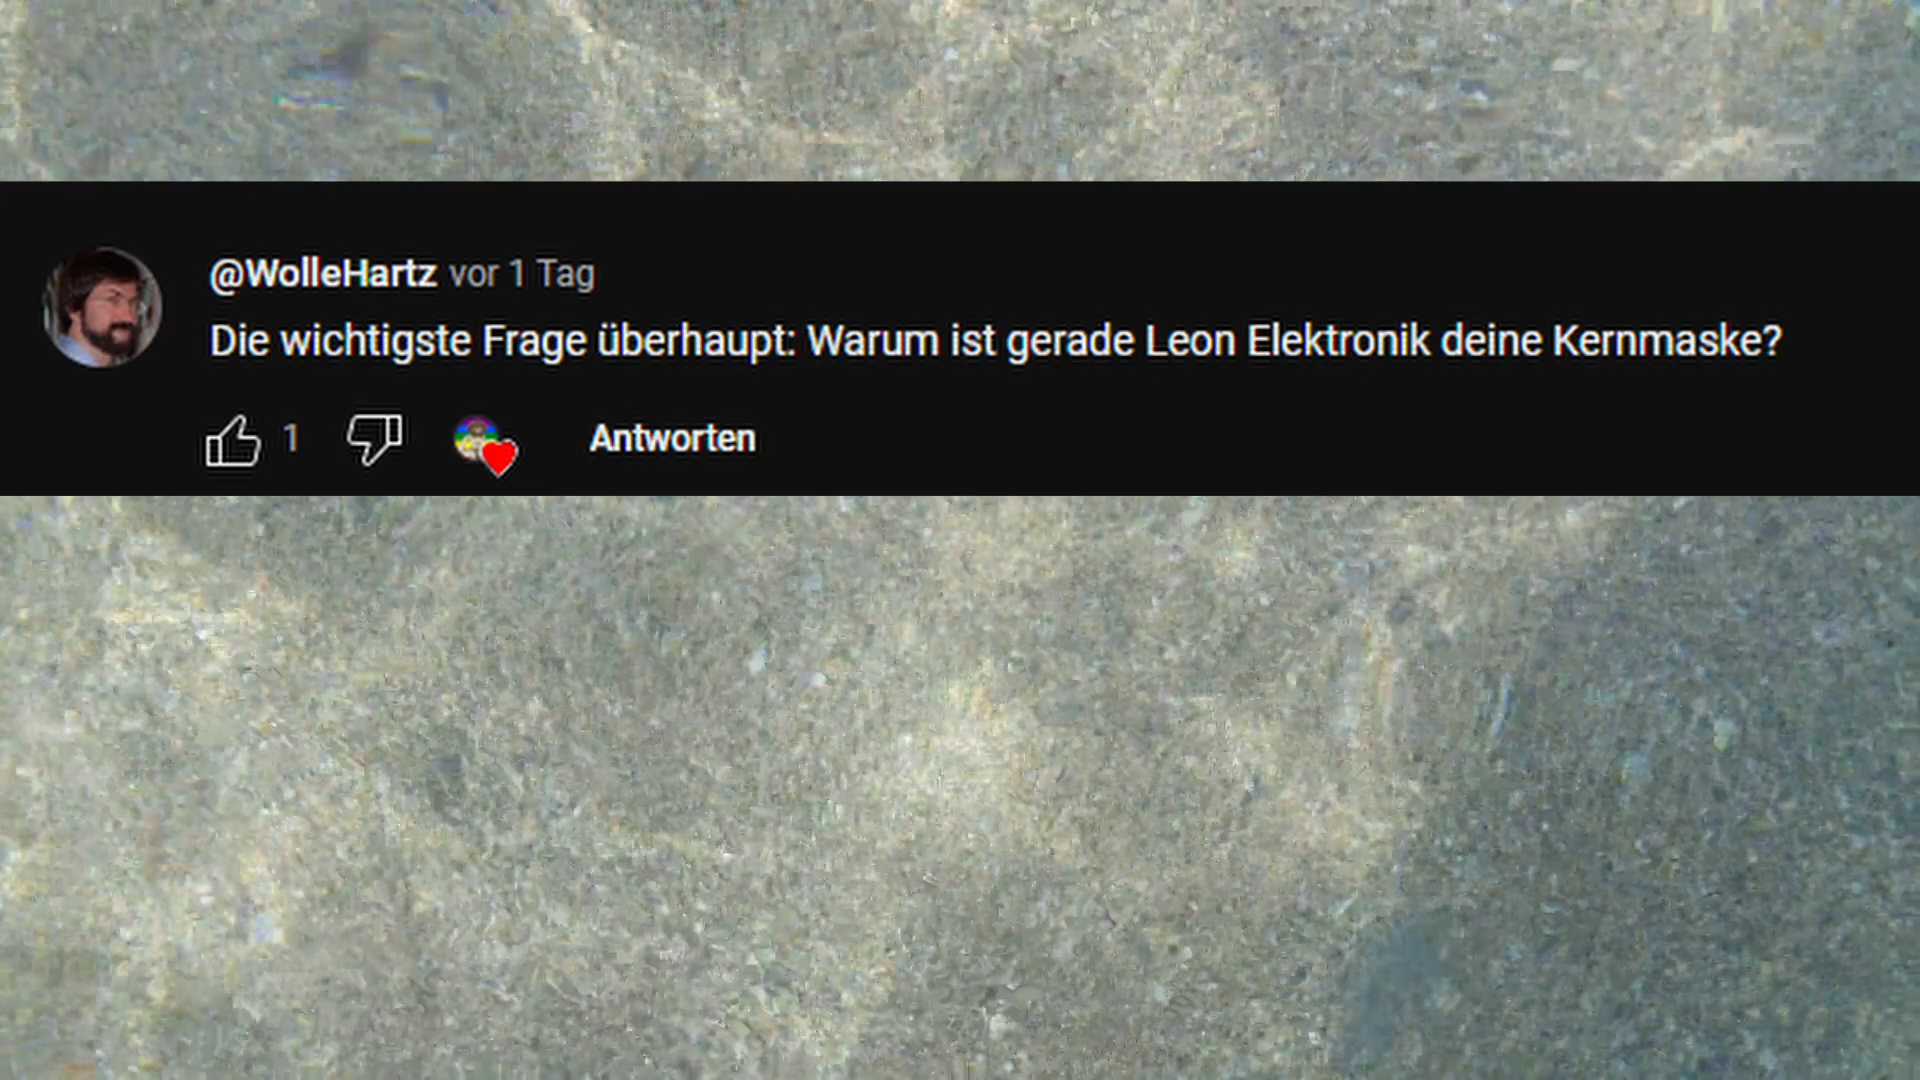 @WolleHartz vor 1 Tag
Die wichtigste Frage überhaupt: Warum ist gerade Leon Elektronik deine Kernmaske?
1 Antworten